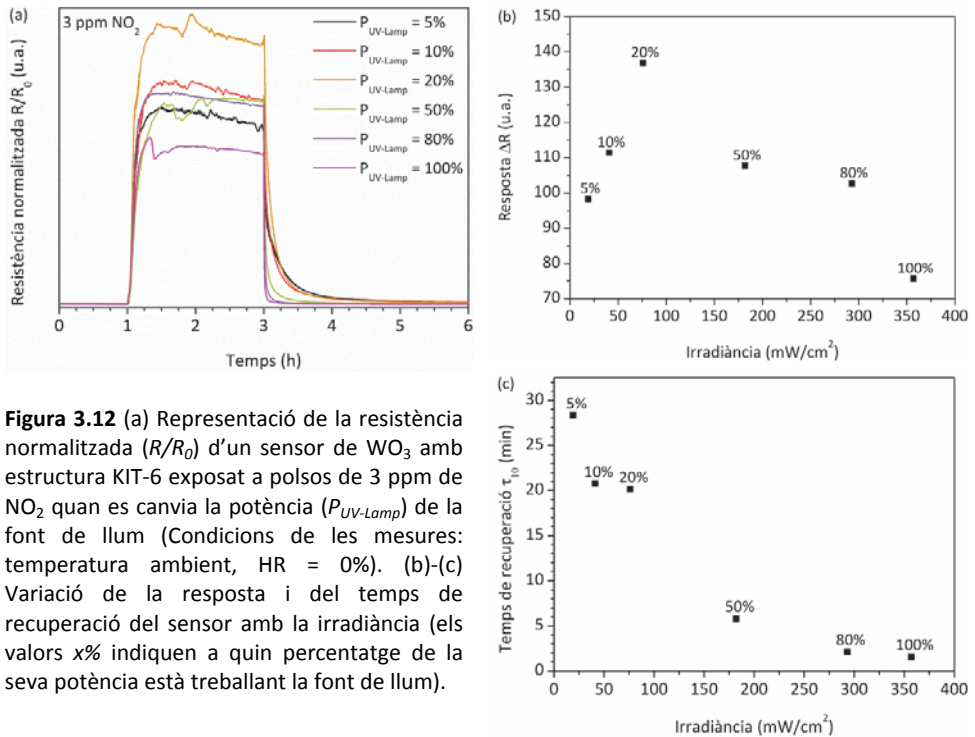 (a)
3 ppm NO2
P UV-Lamp = 5%
P UV-Lamp = 10%
P UV-Lamp = 20%
P UV-Lamp = 50%
P UV-Lamp = 80%
P UV-Lamp = 100%
Resistència normalitzada R/R0 (u.a.)
0 1 2 3 4 5 6
Temps (h)
(b)
150
140
130
120
110
100
90
80
70
Resposta ΔR (u.a.)
20%
10%
50%
80%
5%
100%
0 50 100 150 200 250 300 350 400
Irradiància (mW/cm2)
(c)
30
25
20
15
10
5
0
Temps de recuperació τ10 (min)
5%
10% 20%
50%
80% 100%
0 50 100 150 200 250 300 350 400
Irradiància (mW/cm2)
Figura 3.12 (a) Representació de la resistència
normalitzada (R/R0) d’un sensor de WO3 amb
estructura KIT-6 exposat a polsos de 3 ppm de
NO2 quan es canvia la potència (PUV-Lamp) de la
font de llum (Condicions de les mesures:
temperatura ambient, HR = 0%). (b)-(c)
Variació de la resposta i del temps de
recuperació del sensor amb la irradiància (els
valors x% indiquen a quin percentatge de la
seva potència està treballant la font de llum).